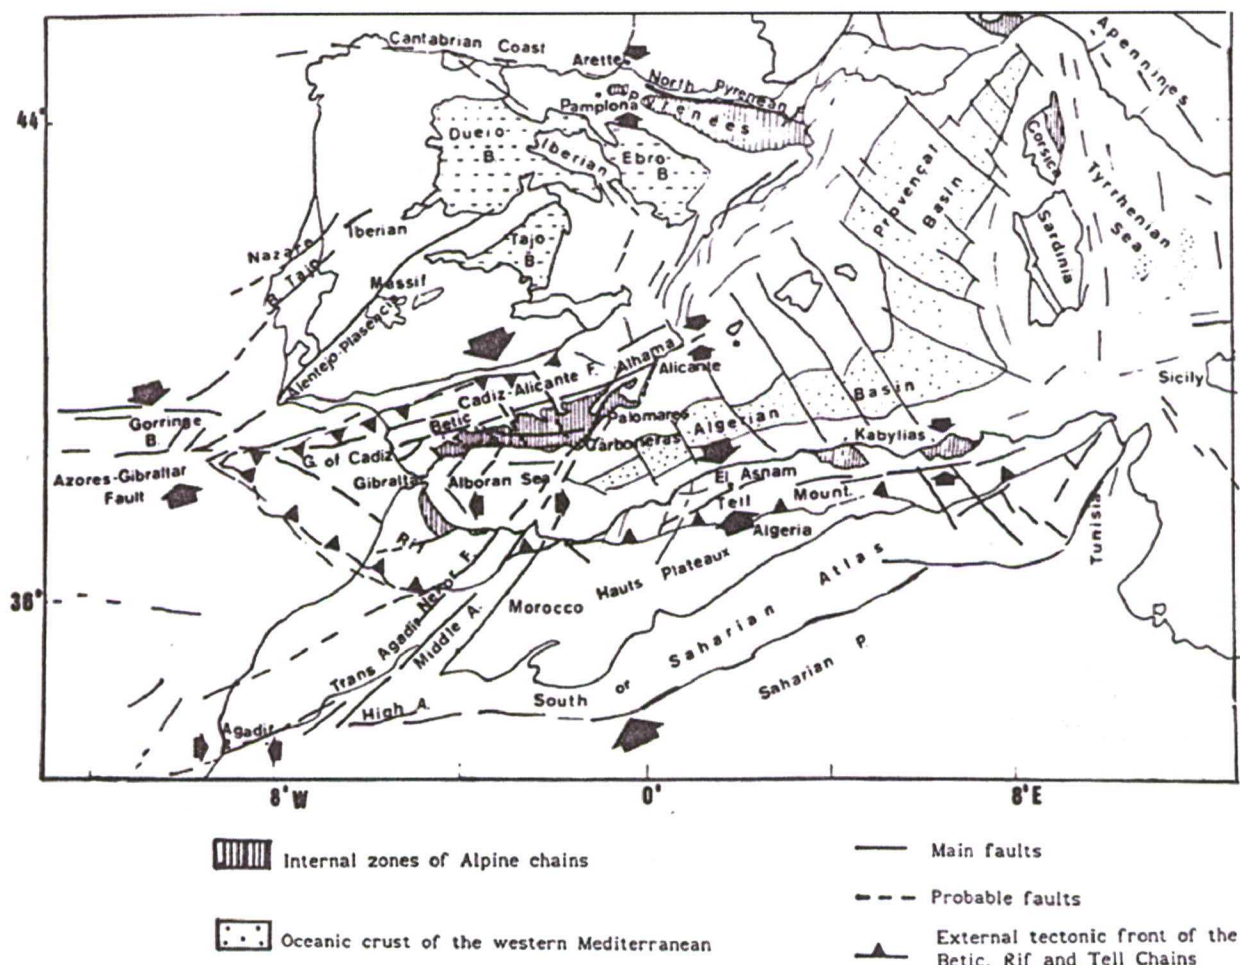 Cantabrian Coast
Arette
North Pyrenean F.
Pamplona
Pyrénées
Apennines
44°
Duero
B.
Iberian
Ebro
B.
Corsica
Provençal
Basin
Tyrrhenian
Sea
Sardinia
Nazare
Iberian
Tajo
B.
B. Tajo
Massif
Alentejo-Plasencia
Cadiz-Alicante F.
Alhama
Alicante
Sicily
Gorringe
B.
Betic
Palomares
Algerian
Basin
Carboneras
Kabylias
G. of Cadiz
Azores-Gibraltar
Fault
Gibraltar
Alboran Sea
El Asnam
Tell
Mount.
Algeria
Tunisia
Rif
Nekor F.
Hauts Plateaux
36°
Morocco
Trans Agadir
Middle A.
South of Saharian Atlas
Saharian P.
High A.
Agadir
8°W
0°
8°E
Internal zones of Alpine chains
Main faults
Probable faults
Oceanic crust of the western Mediterranean
External tectonic front of the
Betic, Rif and Tell Chains